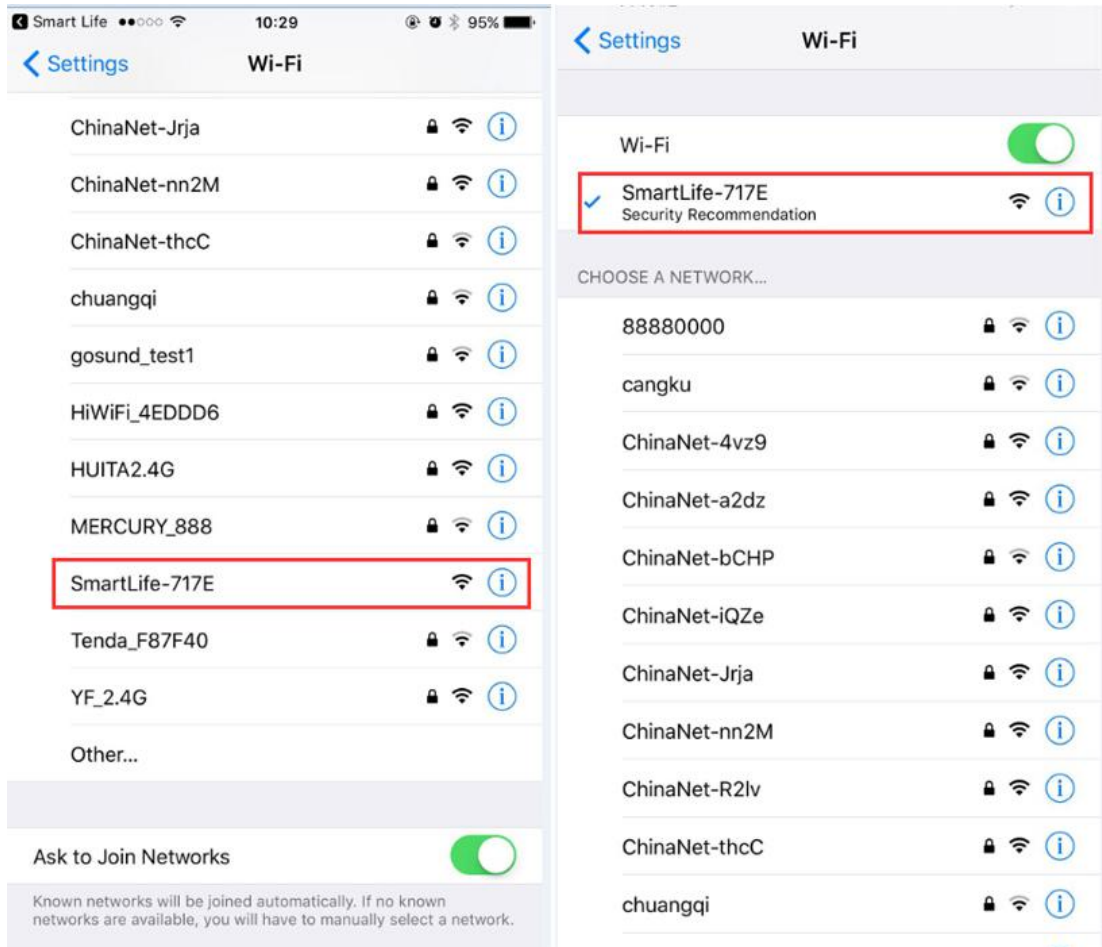 Smart Life 10:29 95%
Settings Wi-Fi
ChinaNet-Jrja
ChinaNet-nn2M
ChinaNet-thcC
chuangqi
gosund_test1
HiWiFi_4EDDD6
HUITA2.4G
MERCURY_888
SmartLife-717E
Tenda_F87F40
YF_2.4G
Other...
Ask to Join Networks
Known networks will be joined automatically. If no known
networks are available, you will have to manually select a network.
Settings Wi-Fi
Wi-Fi
SmartLife-717E
Security Recommendation
CHOOSE A NETWORK...
88880000
cangku
ChinaNet-4vz9
ChinaNet-a2dz
ChinaNet-bCHP
ChinaNet-iQZe
ChinaNet-Jrja
ChinaNet-nn2M
ChinaNet-R2lv
ChinaNet-thcC
chuangqi